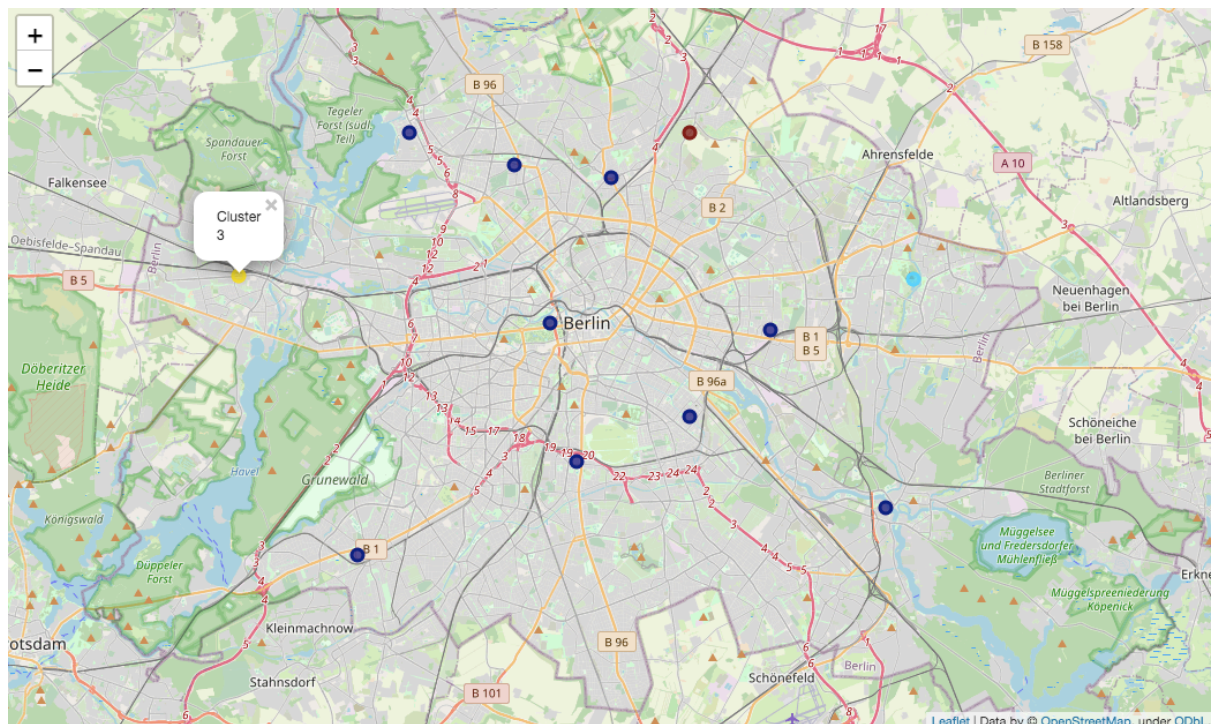 +
−
B 96
B 158
Tegeler
Forst (südl.
Teil)
Spandauer
Forst
Ahrensfelde
A 10
Falkensee
Altlandsberg
Cluster
3
×
B 2
Oebisfelde–Spandau
Berlin
B 5
Neuenhagen
bei Berlin
Berlin
B 1
B 5
Berlin
Döberitzer
Heide
B 96a
Schöneiche
bei Berlin
Havel
Grunewald
Berliner
Stadtforst
Königswald
Müggelsee
und Fredersdorfer
Mühlenfließ
B 1
Düppeler
Forst
Erkne
Müggelspreeniederung
Köpenick
Kleinmachnow
otsdam
B 96
Berlin
Stahnsdorf
Schönefeld
B 101
Leaflet | Data by © OpenStreetMap, under ODbL